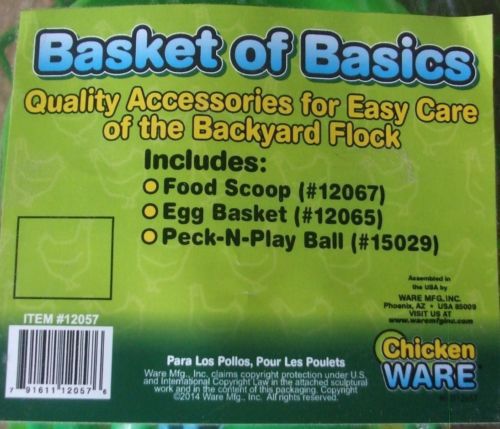 Basket of Basics
Quality Accessories for Easy Care
of the Backyard Flock
Includes:
Food Scoop (#12067)
Egg Basket (#12065)
Peck-N-Play Ball (#15029)
Assembled in
the USA by
WARE MFG., INC.
Phoenix, AZ • USA 85009
VISIT US AT
www.waremfginc.com
ITEM #12057
7 91611 12057 6
Para Los Pollos, Pour Les Poulets
Ware Mfg., Inc. claims copyright protection under U.S.
and International Copyright Law in the attached sculptural
work and in the content of this packaging. Copyright
©2014 Ware Mfg., Inc. All rights reserved.
Chicken
WARE